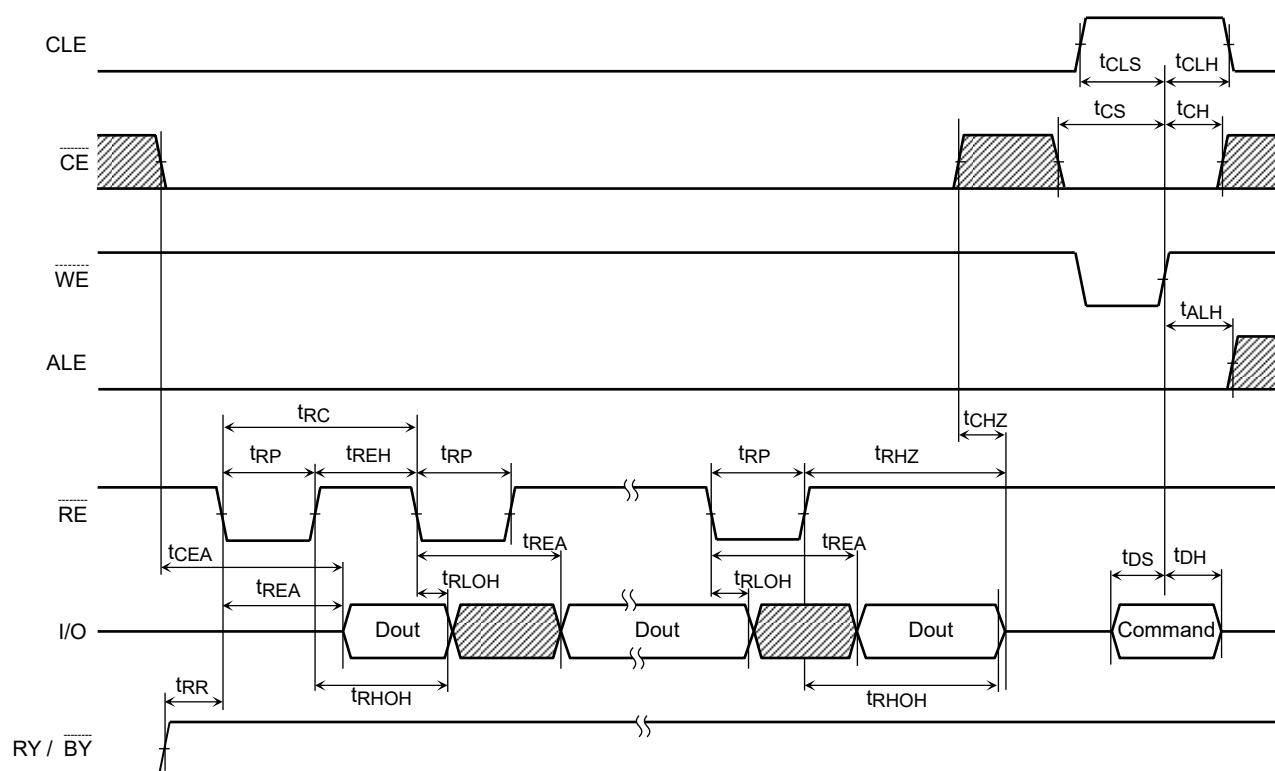 CLE
tCLS tCLH
tCS tCH
CE
WE
tALH
ALE
tRC
tCHZ
tRP tREH tRP tRP tRHZ
RE
tCEA tREA tREA
tREA tRLOH tRLOH tDS tDH
I/O Dout Dout Dout Command
tRR tRHOH tRHOH
RY / BY